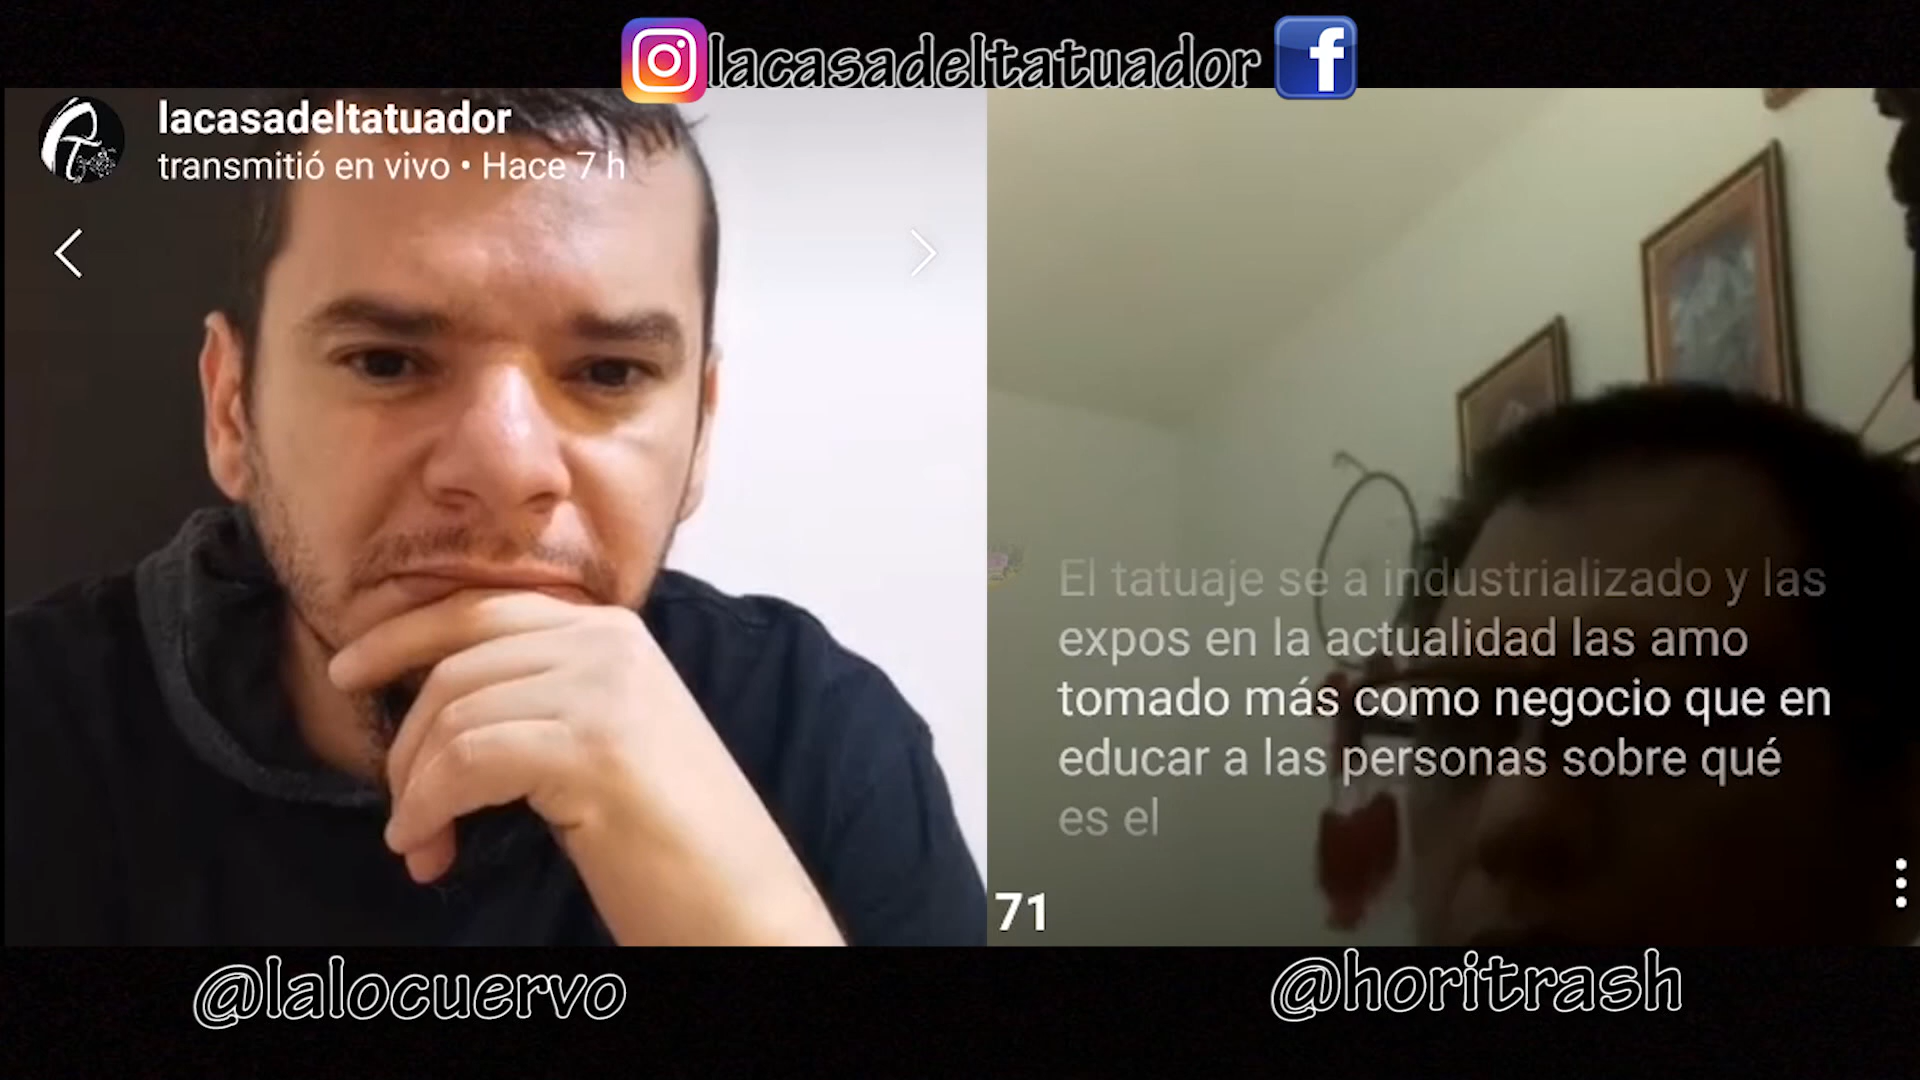 lacasadeltatuador
lacasadeltatuador
transmitió en vivo • Hace 7 h
El tatuaje se a industrializado y las
expos en la actualidad las amo
tomado más como negocio que en
educar a las personas sobre qué
es el
71
@lalocuervo
@horitrash